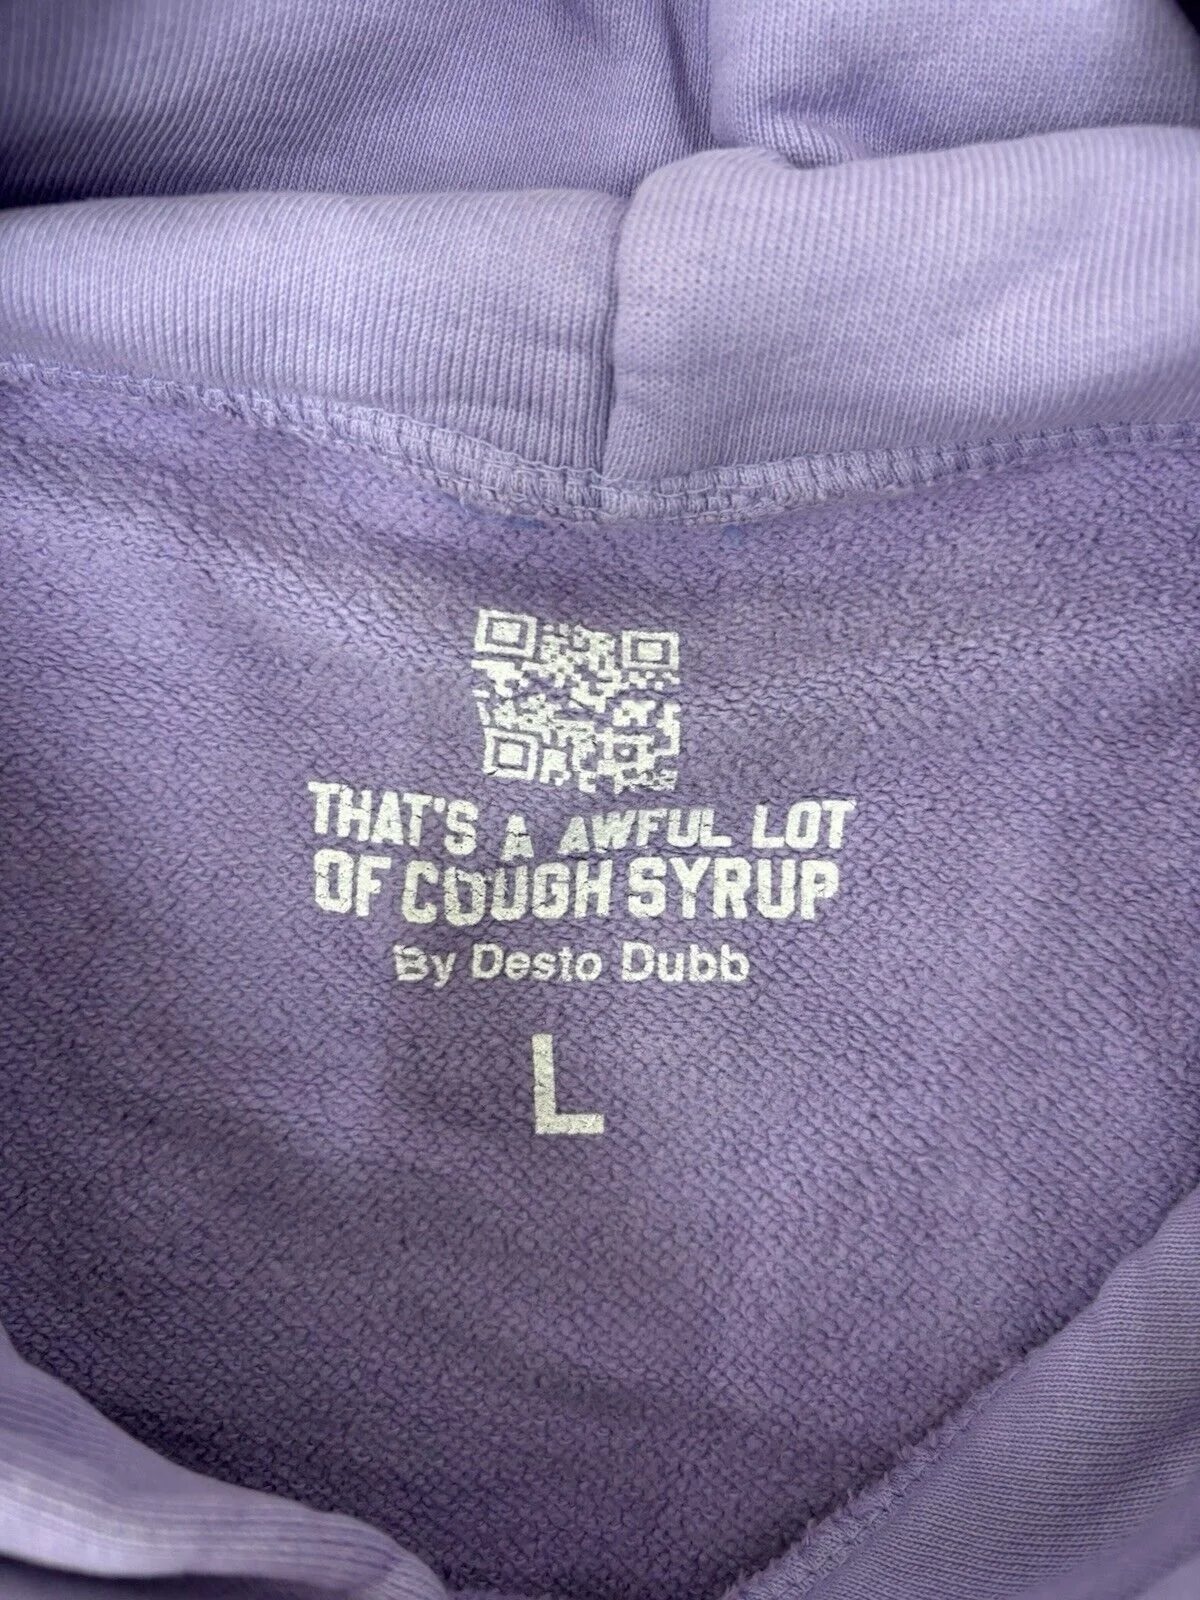 THAT'S A AWFUL LOT
OF COUGH SYRUP
By Desto Dubb
L